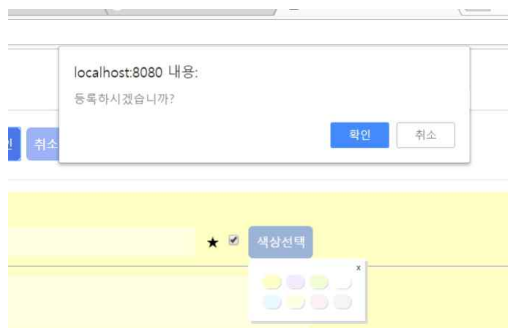 localhost:8080 내용:
등록하시겠습니까?
확인 취소
인 취소
★ 색상선택
x